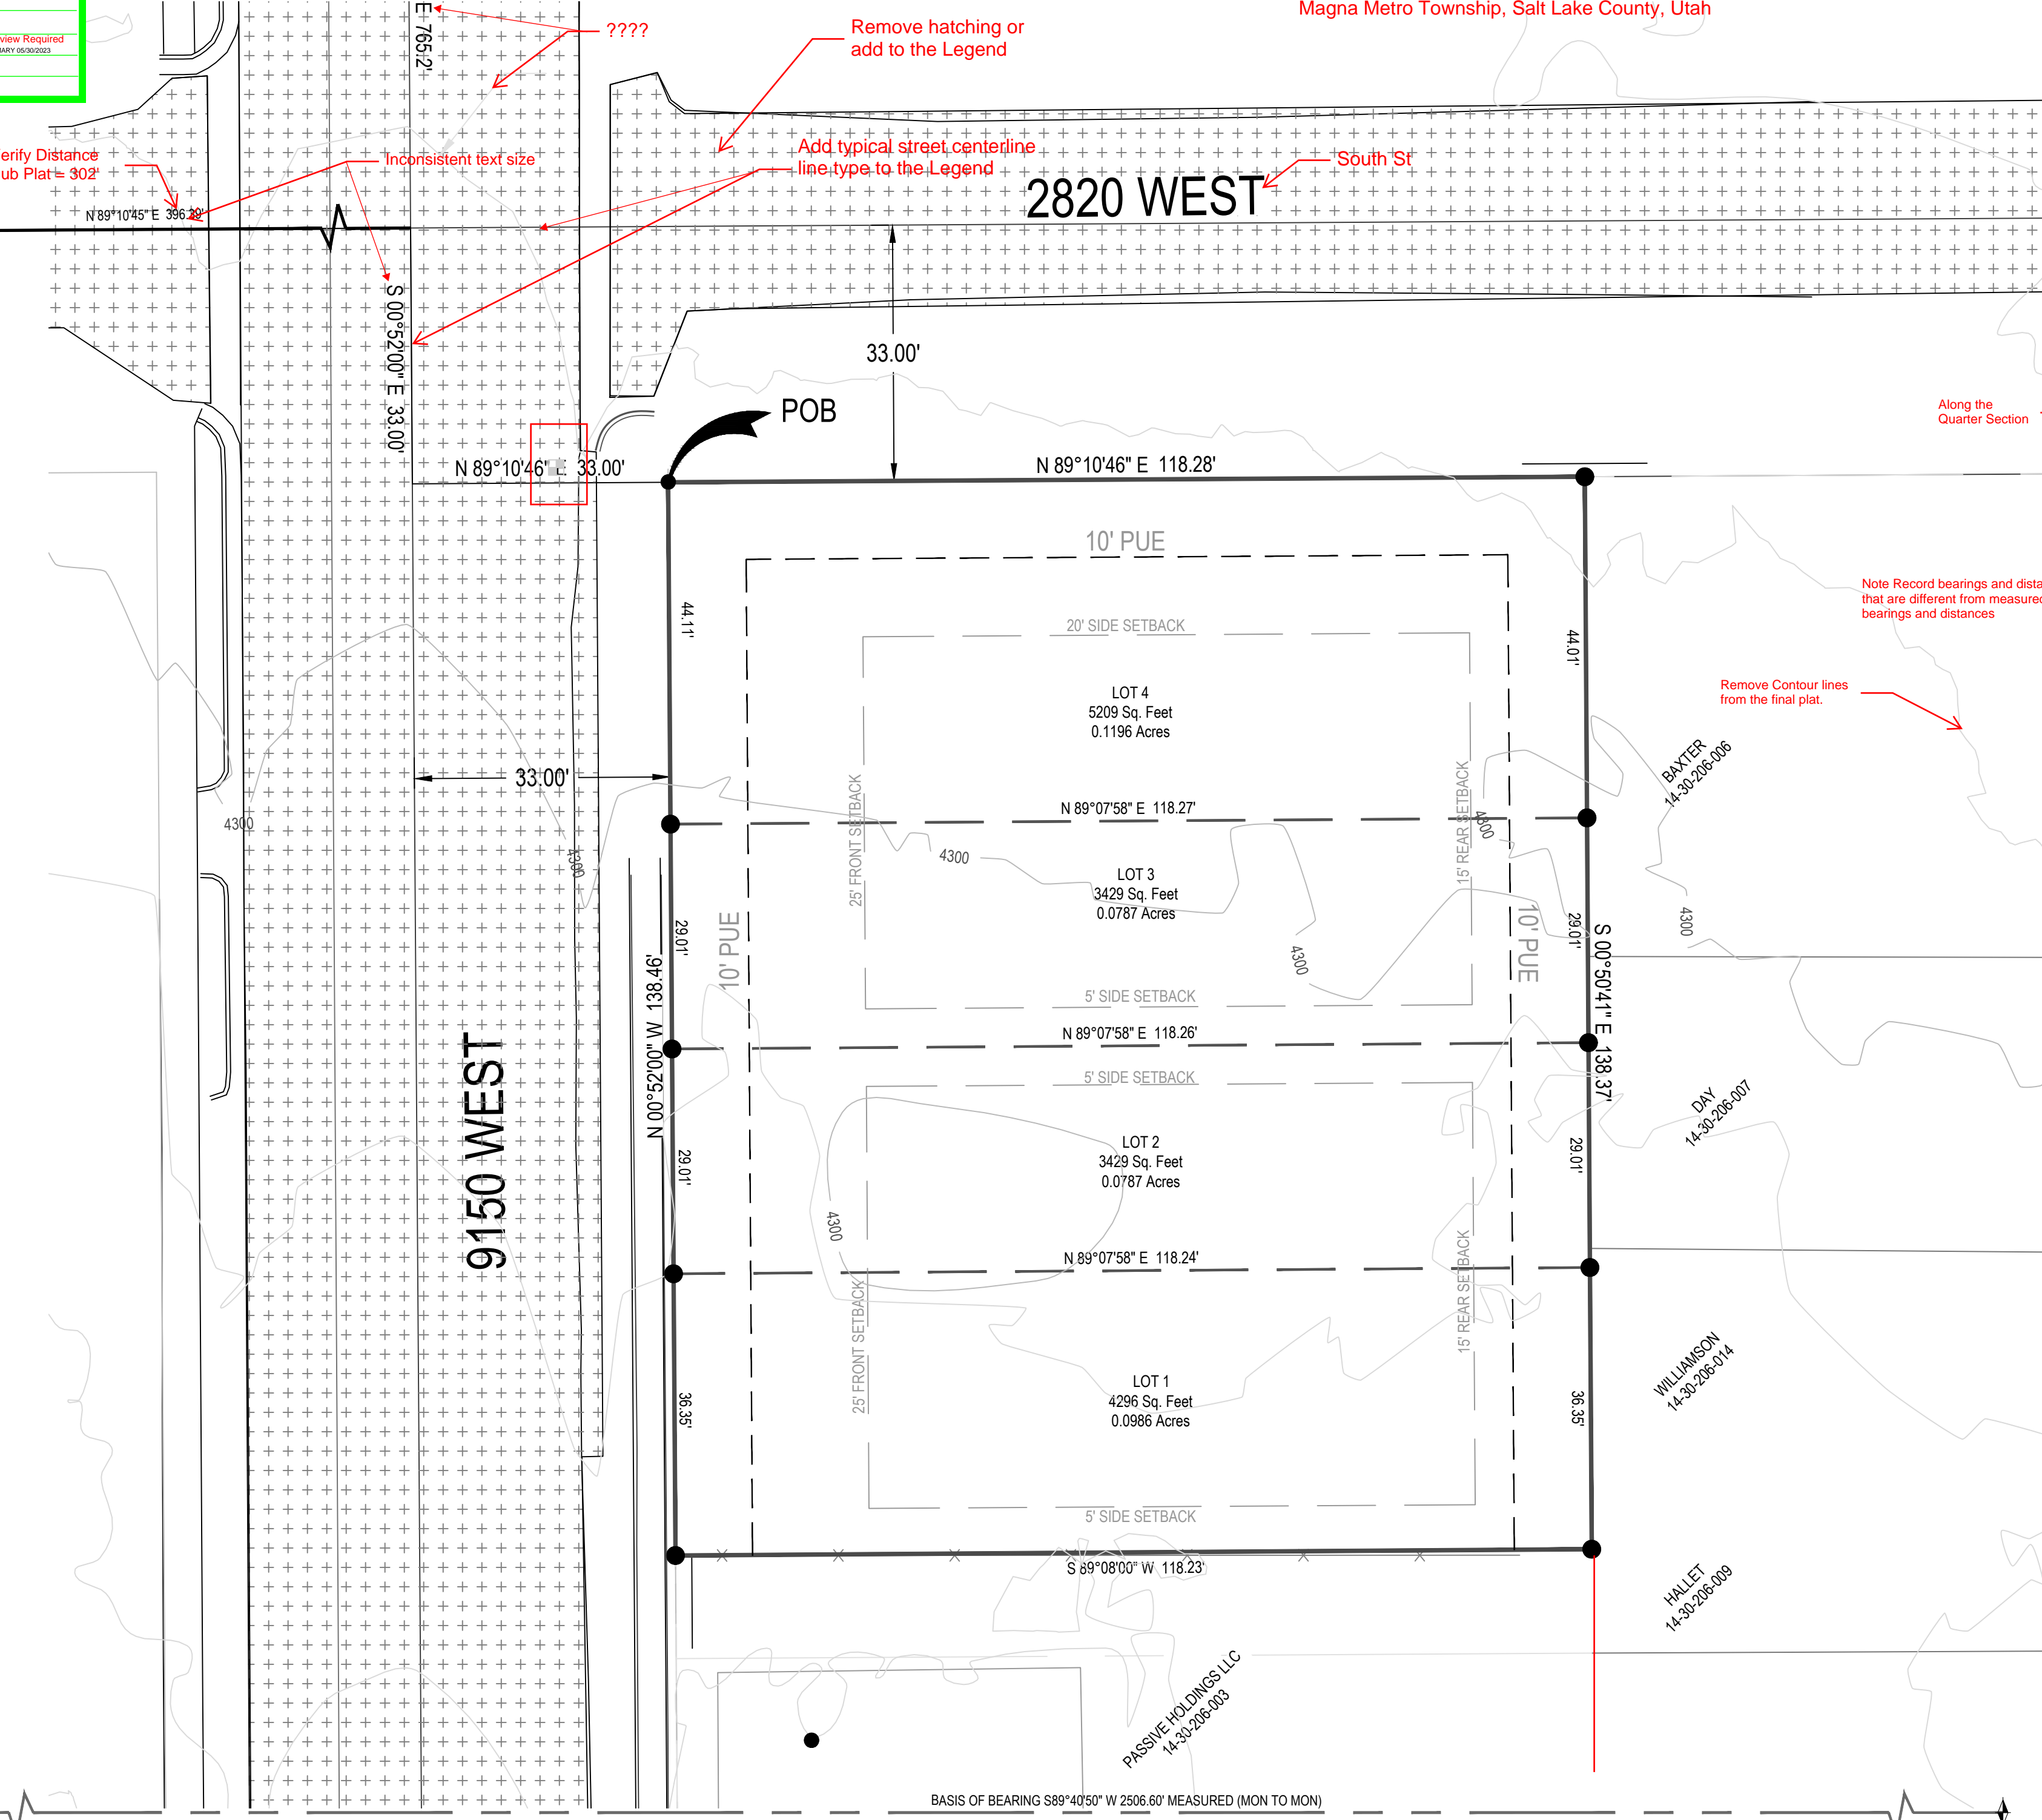 Magna Metro Township, Salt Lake County, Utah
view Required
ARY 05/30/2023
E 765.2'
????
Remove hatching or
add to the Legend
erify Distance
ub Plat = 302'
Inconsistent text size
Add typical street centerline
line type to the Legend
2820 WEST
South St
N 89°10'45" E
S 00°52'00" E 33.00'
33.00'
POB
Along the
Quarter Section
N 89°10'46" E 33.00'
N 89°10'46" E 118.28'
10' PUE
Note Record bearings and dista
that are different from measured
bearings and distances
44.11'
20' SIDE SETBACK
44.01'
LOT 4
5209 Sq. Feet
0.1196 Acres
Remove Contour lines
from the final plat.
BAXTER
14-30-206-006
33.00'
25' FRONT SETBACK
15' REAR SETBACK
N 89°07'58" E 118.27'
4300
4300
4300
4300
LOT 3
3429 Sq. Feet
0.0787 Acres
29.01'
10' PUE
10' PUE
29.01'
4300
4300
N 00°52'00" W 138.46'
S 00°50'41" E 138.37'
5' SIDE SETBACK
N 89°07'58" E 118.26'
5' SIDE SETBACK
9150 WEST
DAY
14-30-206-007
LOT 2
3429 Sq. Feet
0.0787 Acres
29.01'
29.01'
4300
N 89°07'58" E 118.24'
25' FRONT SETBACK
15' REAR SETBACK
WILLIAMSON
14-30-206-014
LOT 1
4296 Sq. Feet
0.0986 Acres
36.35'
36.35'
5' SIDE SETBACK
S 89°08'00" W 118.23'
HALLET
14-30-206-009
PASSIVE HOLDINGS LLC
14-30-206-003
BASIS OF BEARING S89°40'50" W 2506.60' MEASURED (MON TO MON)